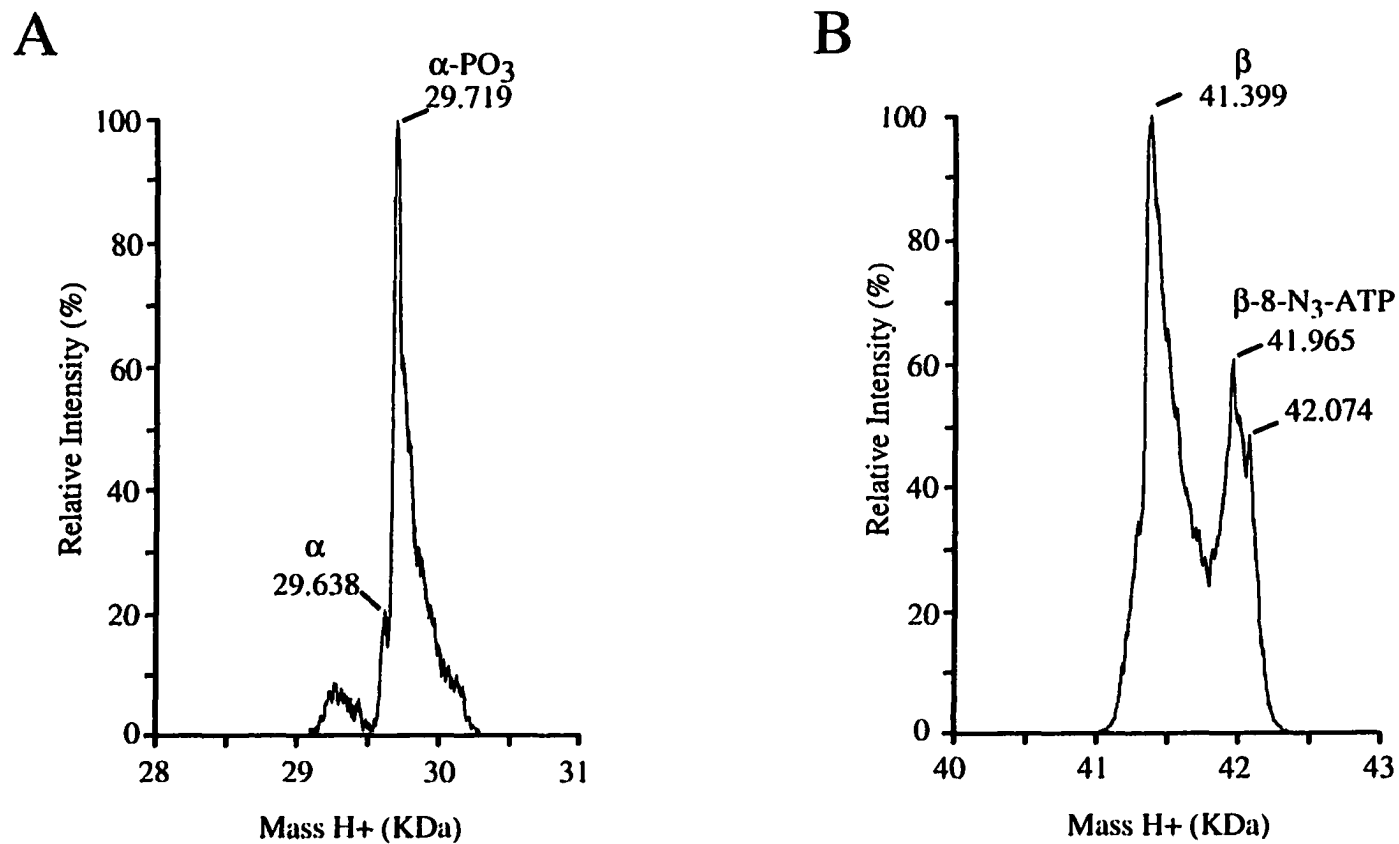 A
α-PO3
29.719
α
29.638
100
80
60
40
20
0
Relative Intensity (%)
28
29
30
31
Mass H+ (KDa)
B
β
41.399
β-8-N3-ATP
41.965
42.074
100
80
60
40
20
0
Relative Intensity (%)
40
41
42
43
Mass H+ (KDa)